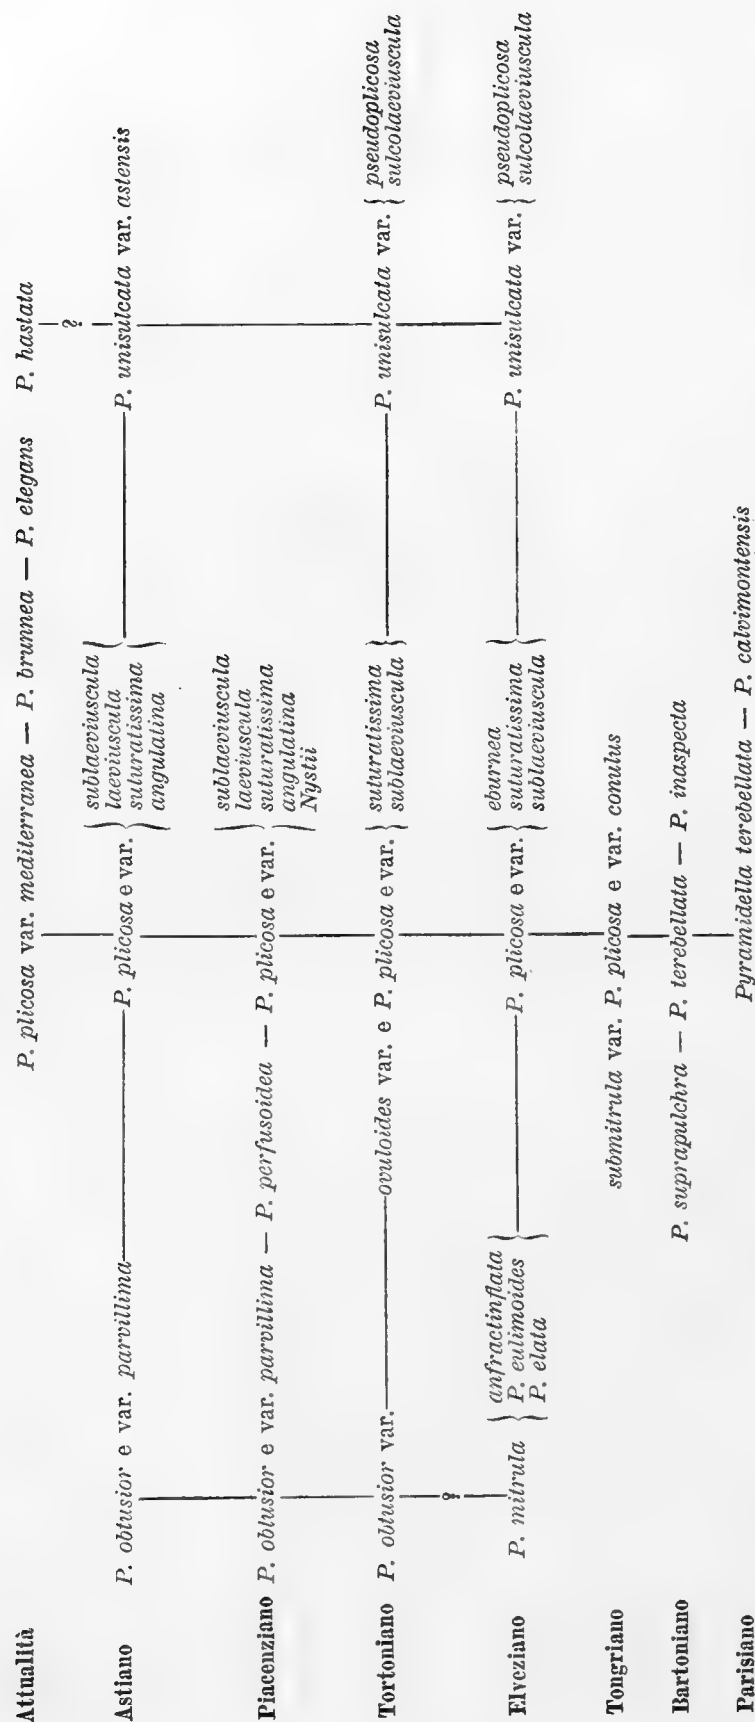 Attualità P. plicosa var. mediterranea — P. brunnea — P. elegans P. hastata
?
Astiano P. obtusior e var. parvillima — P. plicosa e var. { sublaeviuscula laeviuscula suturatissima angulatina } — P. unisulcata var. astensis
Piacenziano P. obtusior e var. parvillima — P. perfusoidea — P. plicosa e var. { sublaeviuscula laeviuscula suturatissima angulatina Nystii
Tortoniano P. obtusior var. — ovuloides var. e P. plicosa e var. { suturatissima sublaeviuscula } — P. unisulcata var. { pseudoplicosa sulcolaeviuscula
?
Elveziano P. mitrula { anfractinflata P. eulimoides P. elata } — P. plicosa e var. { eburnea suturatissima sublaeviuscula } — P. unisulcata var. { pseudoplicosa sulcolaeviuscula
Tongriano submitrula var. P. plicosa e var. comulus
Bartoniano P. suprapulchra — P. terebellata — P. inaspecta
Parisiano Pyramidella terebellata — P. calvimontensis